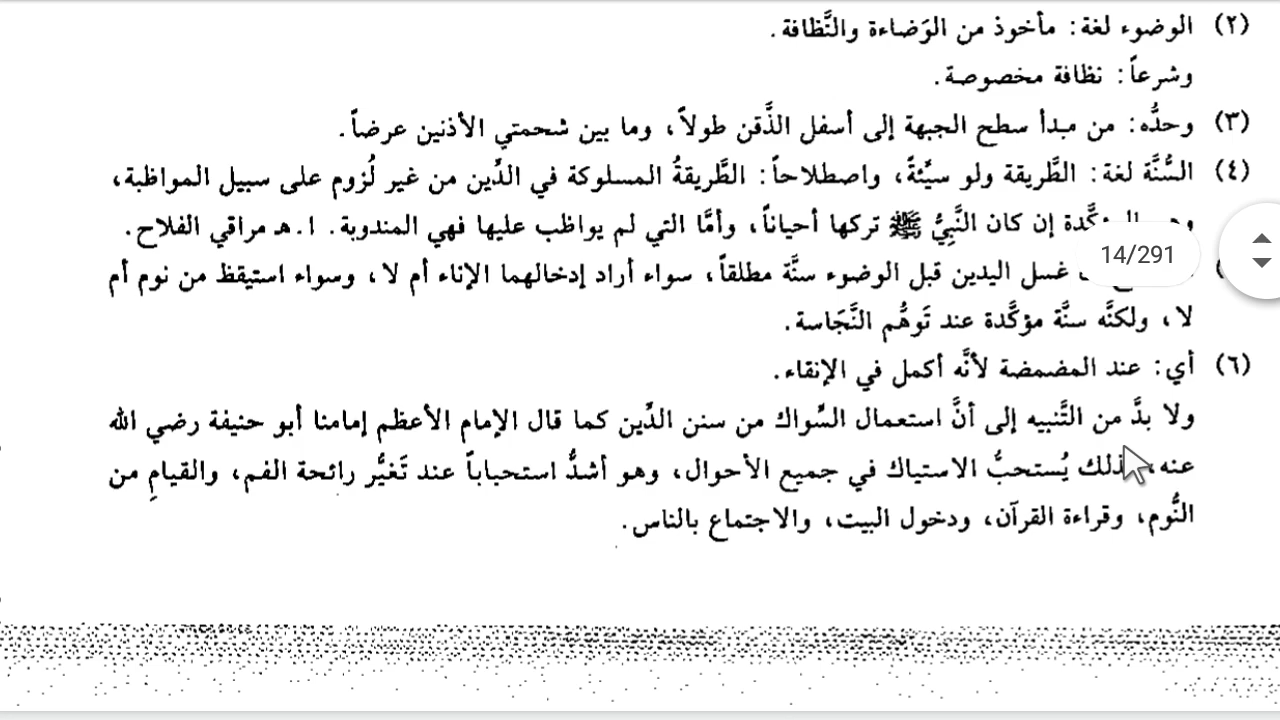 (٢) الوضوء لغة: مأخوذ من الوَضاءة والنَّظافة.
وشرعاً: نظافة مخصوصة.
(٣) وحدُّه: من مبدأ سطح الجبهة إلى أسفل الذَّقن طولاً، وما بين شحمتي الأذنين عرضاً.
(٤) السُّنَّة لغة: الطَّريقة ولو سيِّئةً، واصطلاحاً: الطَّريقةُ المسلوكة في الدِّين من غير لُزوم على سبيل المواظبة،
إن كان النَّبِيُّ ﷺ تركها أحياناً، وأمَّا التي لم يواظب عليها فهي المندوبة. ا.هـ مراقي الفلاح.
14/291
غسل اليدين قبل الوضوء سنَّة مطلقاً، سواء أراد إدخالهما الإناء أم لا، وسواء استيقظ من نوم أم
لا، ولكنَّه سنَّة مؤكَّدة عند تَوهُّم النَّجَاسة.
(٦) أي: عند المضمضة لأنَّه أكمل في الإنقاء.
ولا بدَّ من التَّنبيه إلى أنَّ استعمال السِّواك من سنن الدِّين كما قال الإمام الأعظم إمامنا أبو حنيفة رضي الله
عنه، يُستحبُّ الاستياك في جميع الأحوال، وهو أشدُّ استحباباً عند تَغيُّر رائحة الفم، والقيامِ من
النُّوم، وقراءة القرآن، ودخول البيت، والاجتماع بالناس.